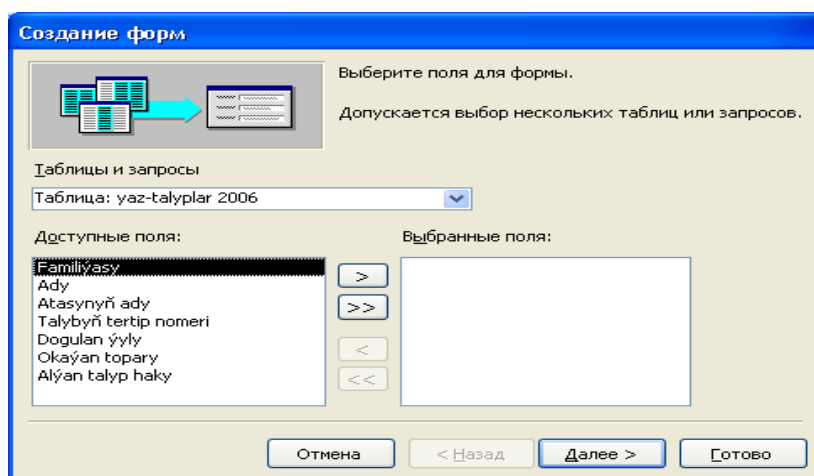 Создание форм
Выберите поля для формы.
Допускается выбор нескольких таблиц или запросов.
Таблицы и запросы
Таблица: yaz-talyplar 2006
Доступные поля:
Выбранные поля:
Familiýasy
Ady
Atasynyň ady
Talybyň tertip nomeri
Dogulan ýyly
Okaýan topary
Alýan talyp haky
>
>>
<
<<
Отмена
< Назад
Далее >
Готово